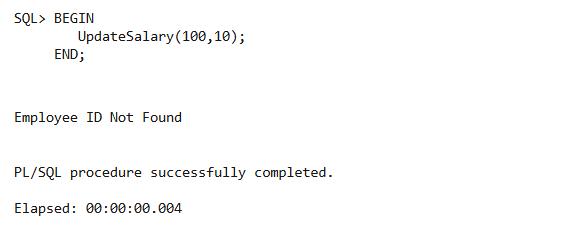 SQL> BEGIN
UpdateSalary(100,10);
END;
Employee ID Not Found
PL/SQL procedure successfully completed.
Elapsed: 00:00:00.004